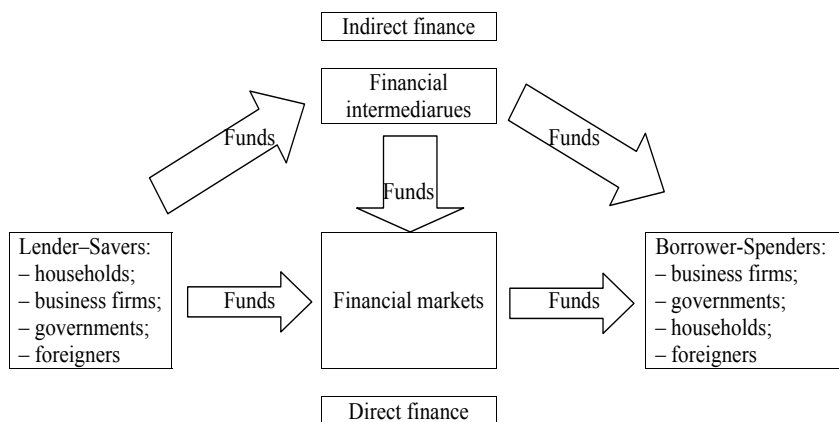 Indirect finance
Financial
intermediarues
Funds
Funds
Funds
Lender–Savers:
– households;
– business firms;
– governments;
– foreigners
Funds
Financial markets
Funds
Borrower-Spenders:
– business firms;
– governments;
– households;
– foreigners
Direct finance